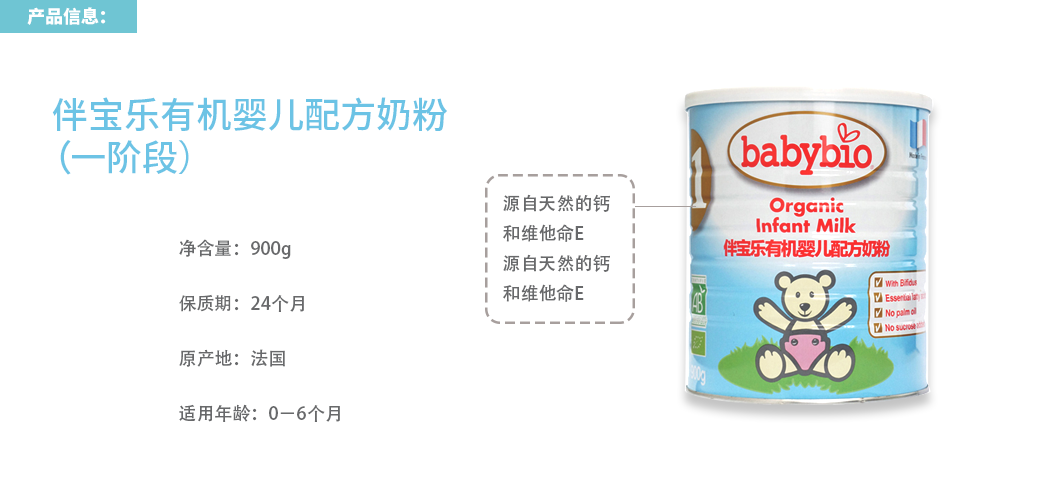 产品信息：
伴宝乐有机婴儿配方奶粉
（一阶段）
净含量：900g
保质期：24个月
原产地：法国
适用年龄：0－6个月
源自天然的钙
和维他命E
源自天然的钙
和维他命E
1
babybio
Organic
Infant Milk
伴宝乐有机婴儿配方奶粉
With Bifidus
Essential
No palm oil
No sucrose
AB
900g